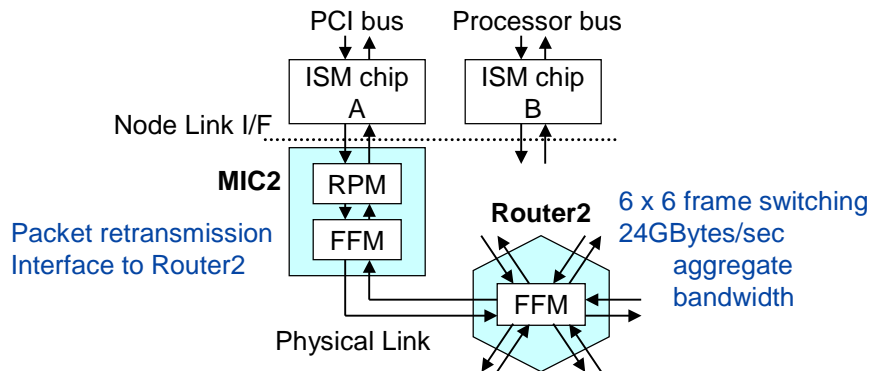 PCI bus
Processor bus
ISM chip
A
ISM chip
B
Node Link I/F
MIC2
RPM
FFM
Packet retransmission
Interface to Router2
Router2
6 x 6 frame switching
24GBytes/sec
aggregate
bandwidth
FFM
Physical Link